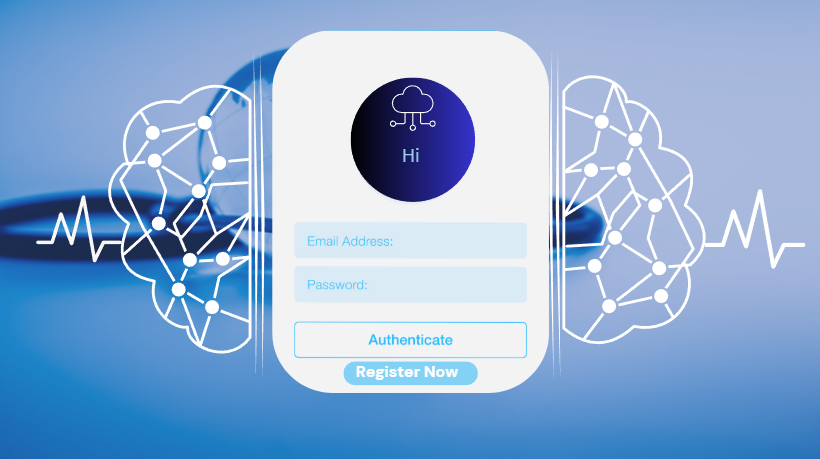 Hi
Email Address:
Password:
Authenticate
Register Now